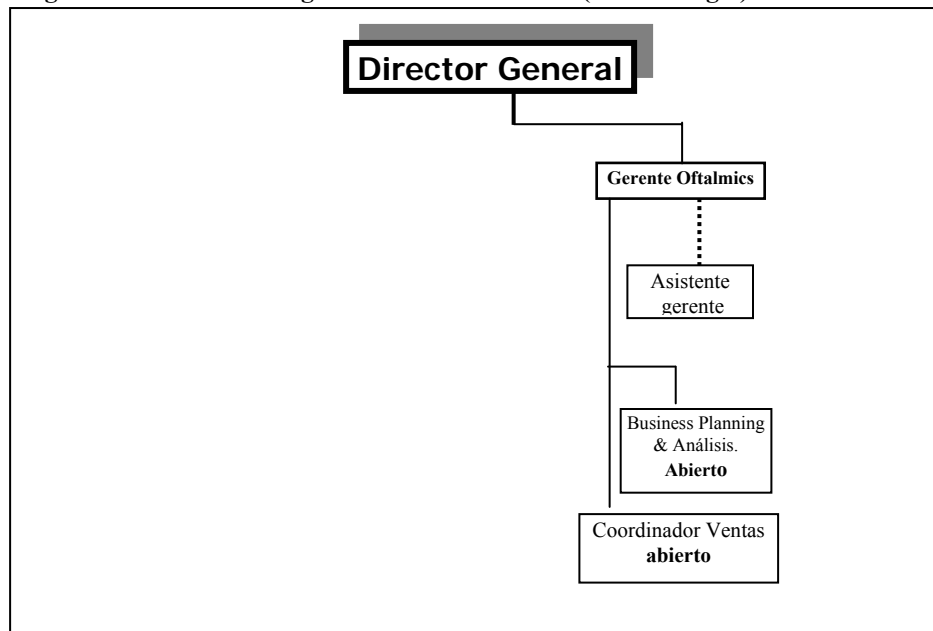 Director General
Gerente Oftalmics
Asistente
gerente
Business Planning
& Análisis.
Abierto
Coordinador Ventas
abierto